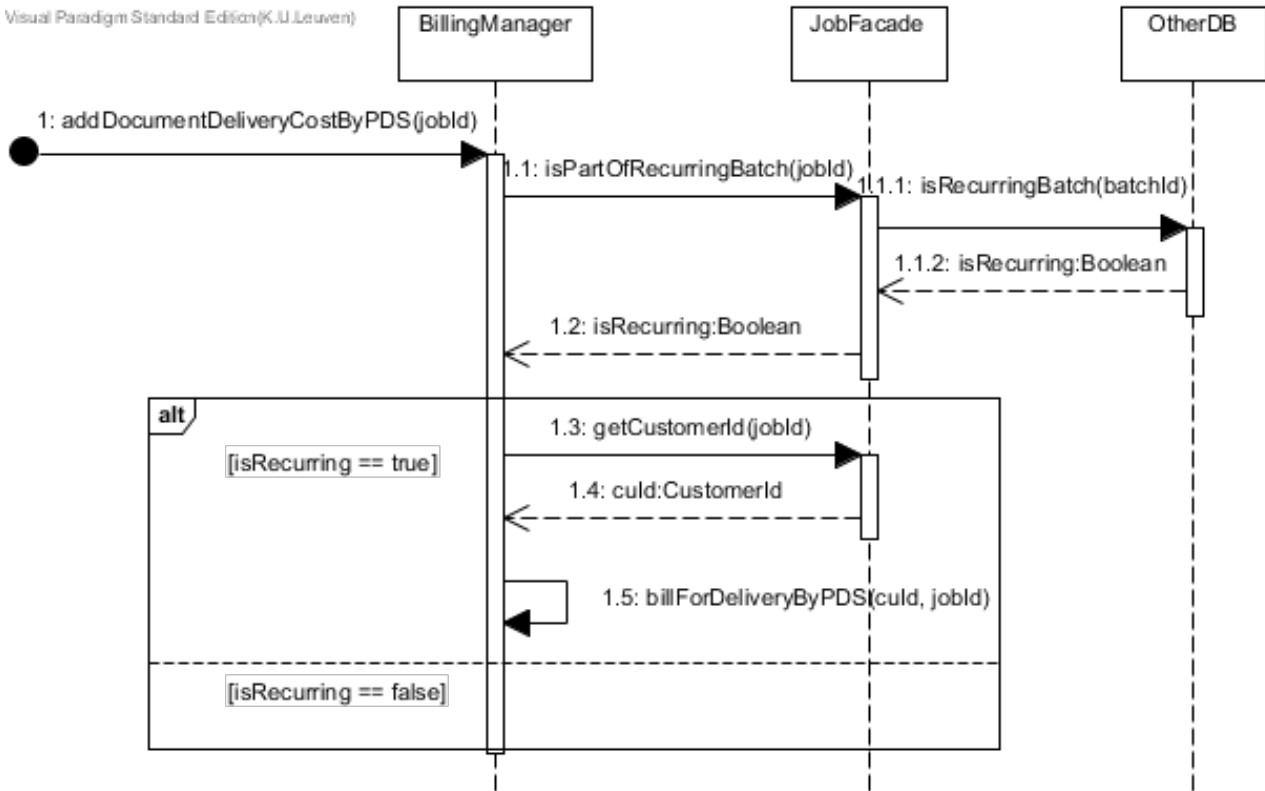 Visual Paradigm Standard Edition(K.U.Leuven)
BillingManager
JobFacade
OtherDB
1: addDocumentDeliveryCostByPDS(jobId)
1.1: isPartOfRecurringBatch(jobId)
1.1.1: isRecurringBatch(batchId)
1.1.2: isRecurring:Boolean
1.2: isRecurring:Boolean
alt
1.3: getCustomerId(jobId)
[isRecurring == true]
1.4: cuId:CustomerId
1.5: billForDeliveryByPDS(cuId, jobId)
[isRecurring == false]